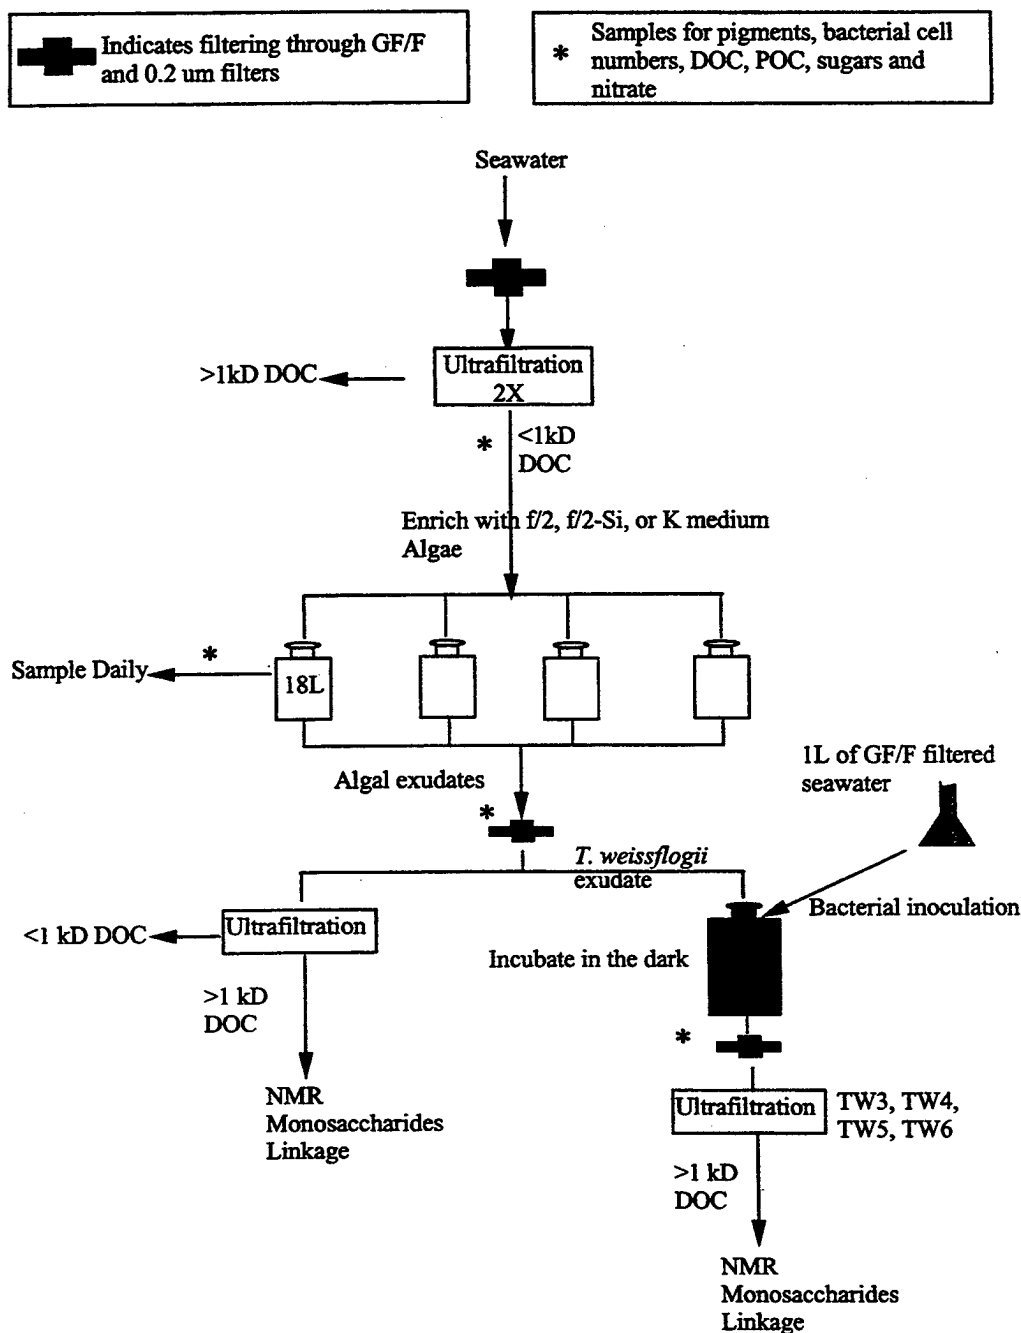 Indicates filtering through GF/F
and 0.2 um filters
* Samples for pigments, bacterial cell
numbers, DOC, POC, sugars and
nitrate
Seawater
Ultrafiltration
2X
>1kD DOC
*
<1kD
DOC
Enrich with f/2, f/2-Si, or K medium
Algae
*
Sample Daily
18L
1L of GF/F filtered
seawater
Algal exudates
*
T. weissflogii
exudate
Bacterial inoculation
Ultrafiltration
<1 kD DOC
Incubate in the dark
>1 kD
DOC
*
NMR
Monosaccharides
Linkage
Ultrafiltration
TW3, TW4,
TW5, TW6
>1 kD
DOC
NMR
Monosaccharides
Linkage